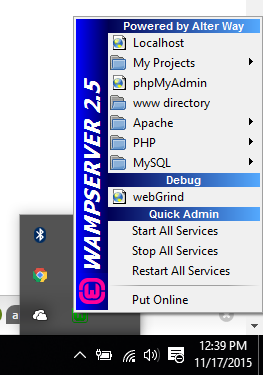 Powered by Alter Way
Localhost
My Projects
phpMyAdmin
www directory
Apache
PHP
MySQL
Debug
webGrind
Quick Admin
Start All Services
Stop All Services
Restart All Services
Put Online
WAMPSERVER 2.5
a
12:39 PM
11/17/2015